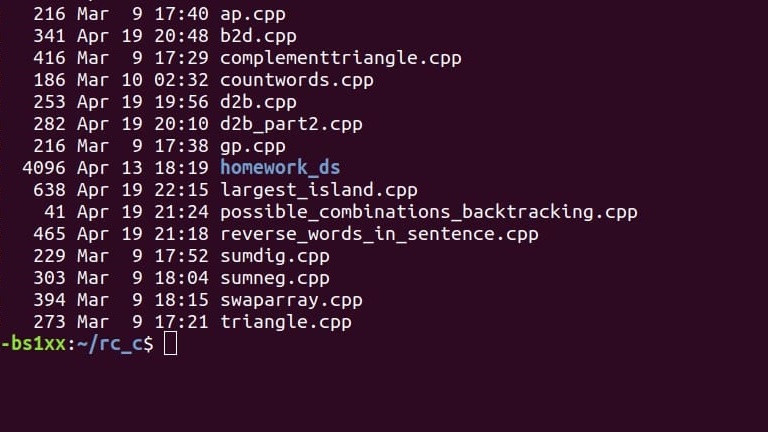 216 Mar  9 17:40 ap.cpp
341 Apr 19 20:48 b2d.cpp
416 Mar  9 17:29 complementtriangle.cpp
186 Mar 10 02:32 countwords.cpp
253 Apr 19 19:56 d2b.cpp
282 Apr 19 20:10 d2b_part2.cpp
216 Mar  9 17:38 gp.cpp
4096 Apr 13 18:19 homework_ds
638 Apr 19 22:15 largest_island.cpp
41 Apr 19 21:24 possible_combinations_backtracking.cpp
465 Apr 19 21:18 reverse_words_in_sentence.cpp
229 Mar  9 17:52 sumdig.cpp
303 Mar  9 18:04 sumneg.cpp
394 Mar  9 18:15 swaparray.cpp
273 Mar  9 17:21 triangle.cpp
-bs1xx:~/rc_c$